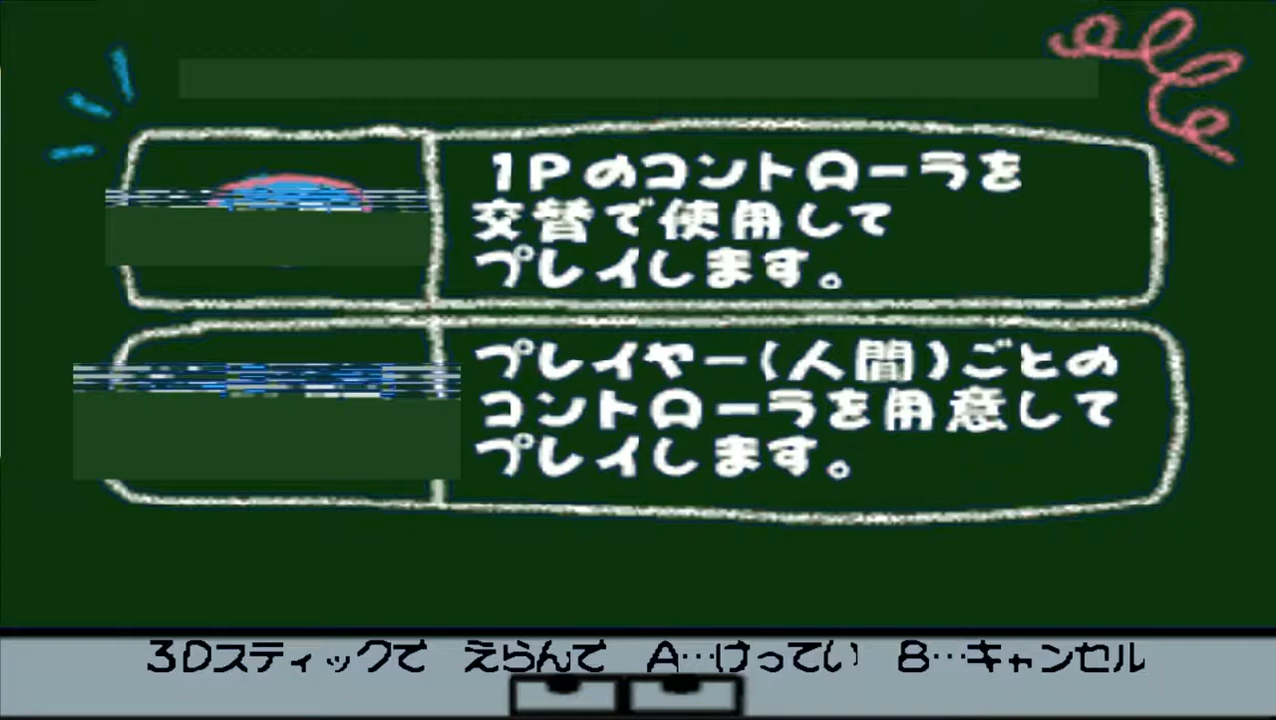 1Pのコントローラを
交替で使用して
プレイします。
プレイヤー(人間)ごとの
コントローラを用意して
プレイします。
3Dスティックで えらんで A…けってい B…キャンセル